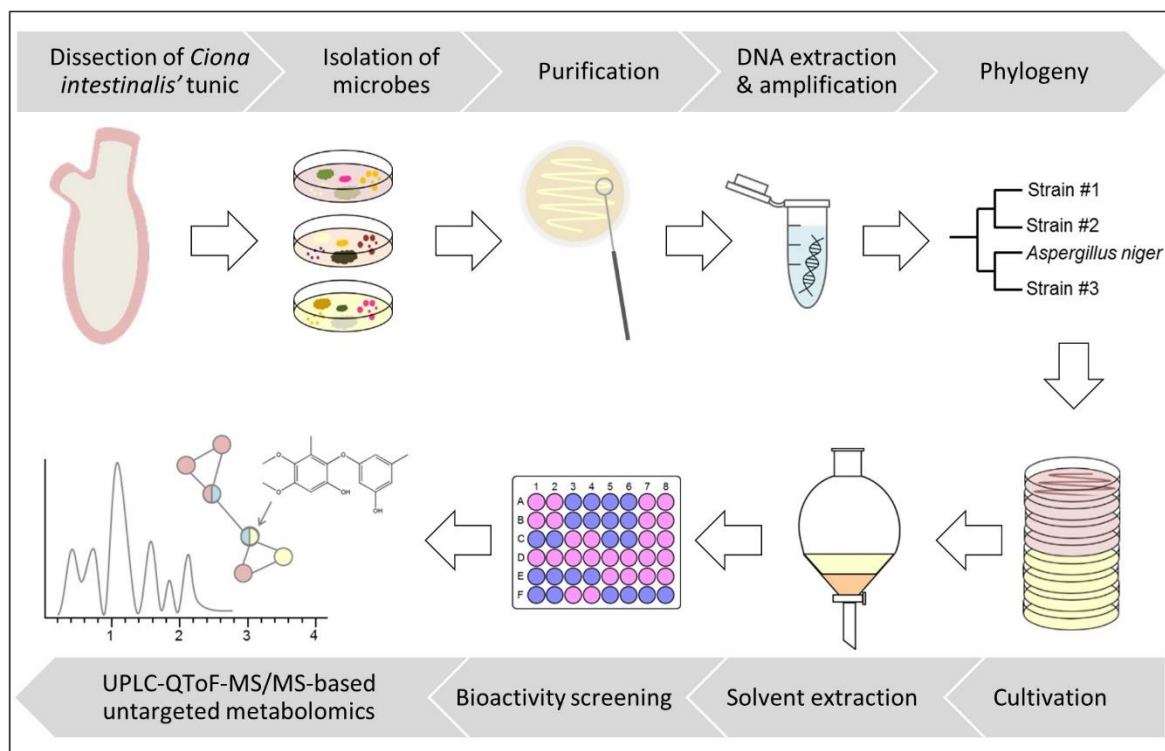 Dissection of Ciona
intestinalis' tunic
Isolation of
microbes
Purification
DNA extraction
& amplification
Phylogeny
Strain #1
Strain #2
Aspergillus niger
Strain #3
O
O
O
OH
OH
1 2 3 4 5 6 7 8
A
B
C
D
E
F
1 2 3 4
UPLC-QToF-MS/MS-based
untargeted metabolomics
Bioactivity screening
Solvent extraction
Cultivation